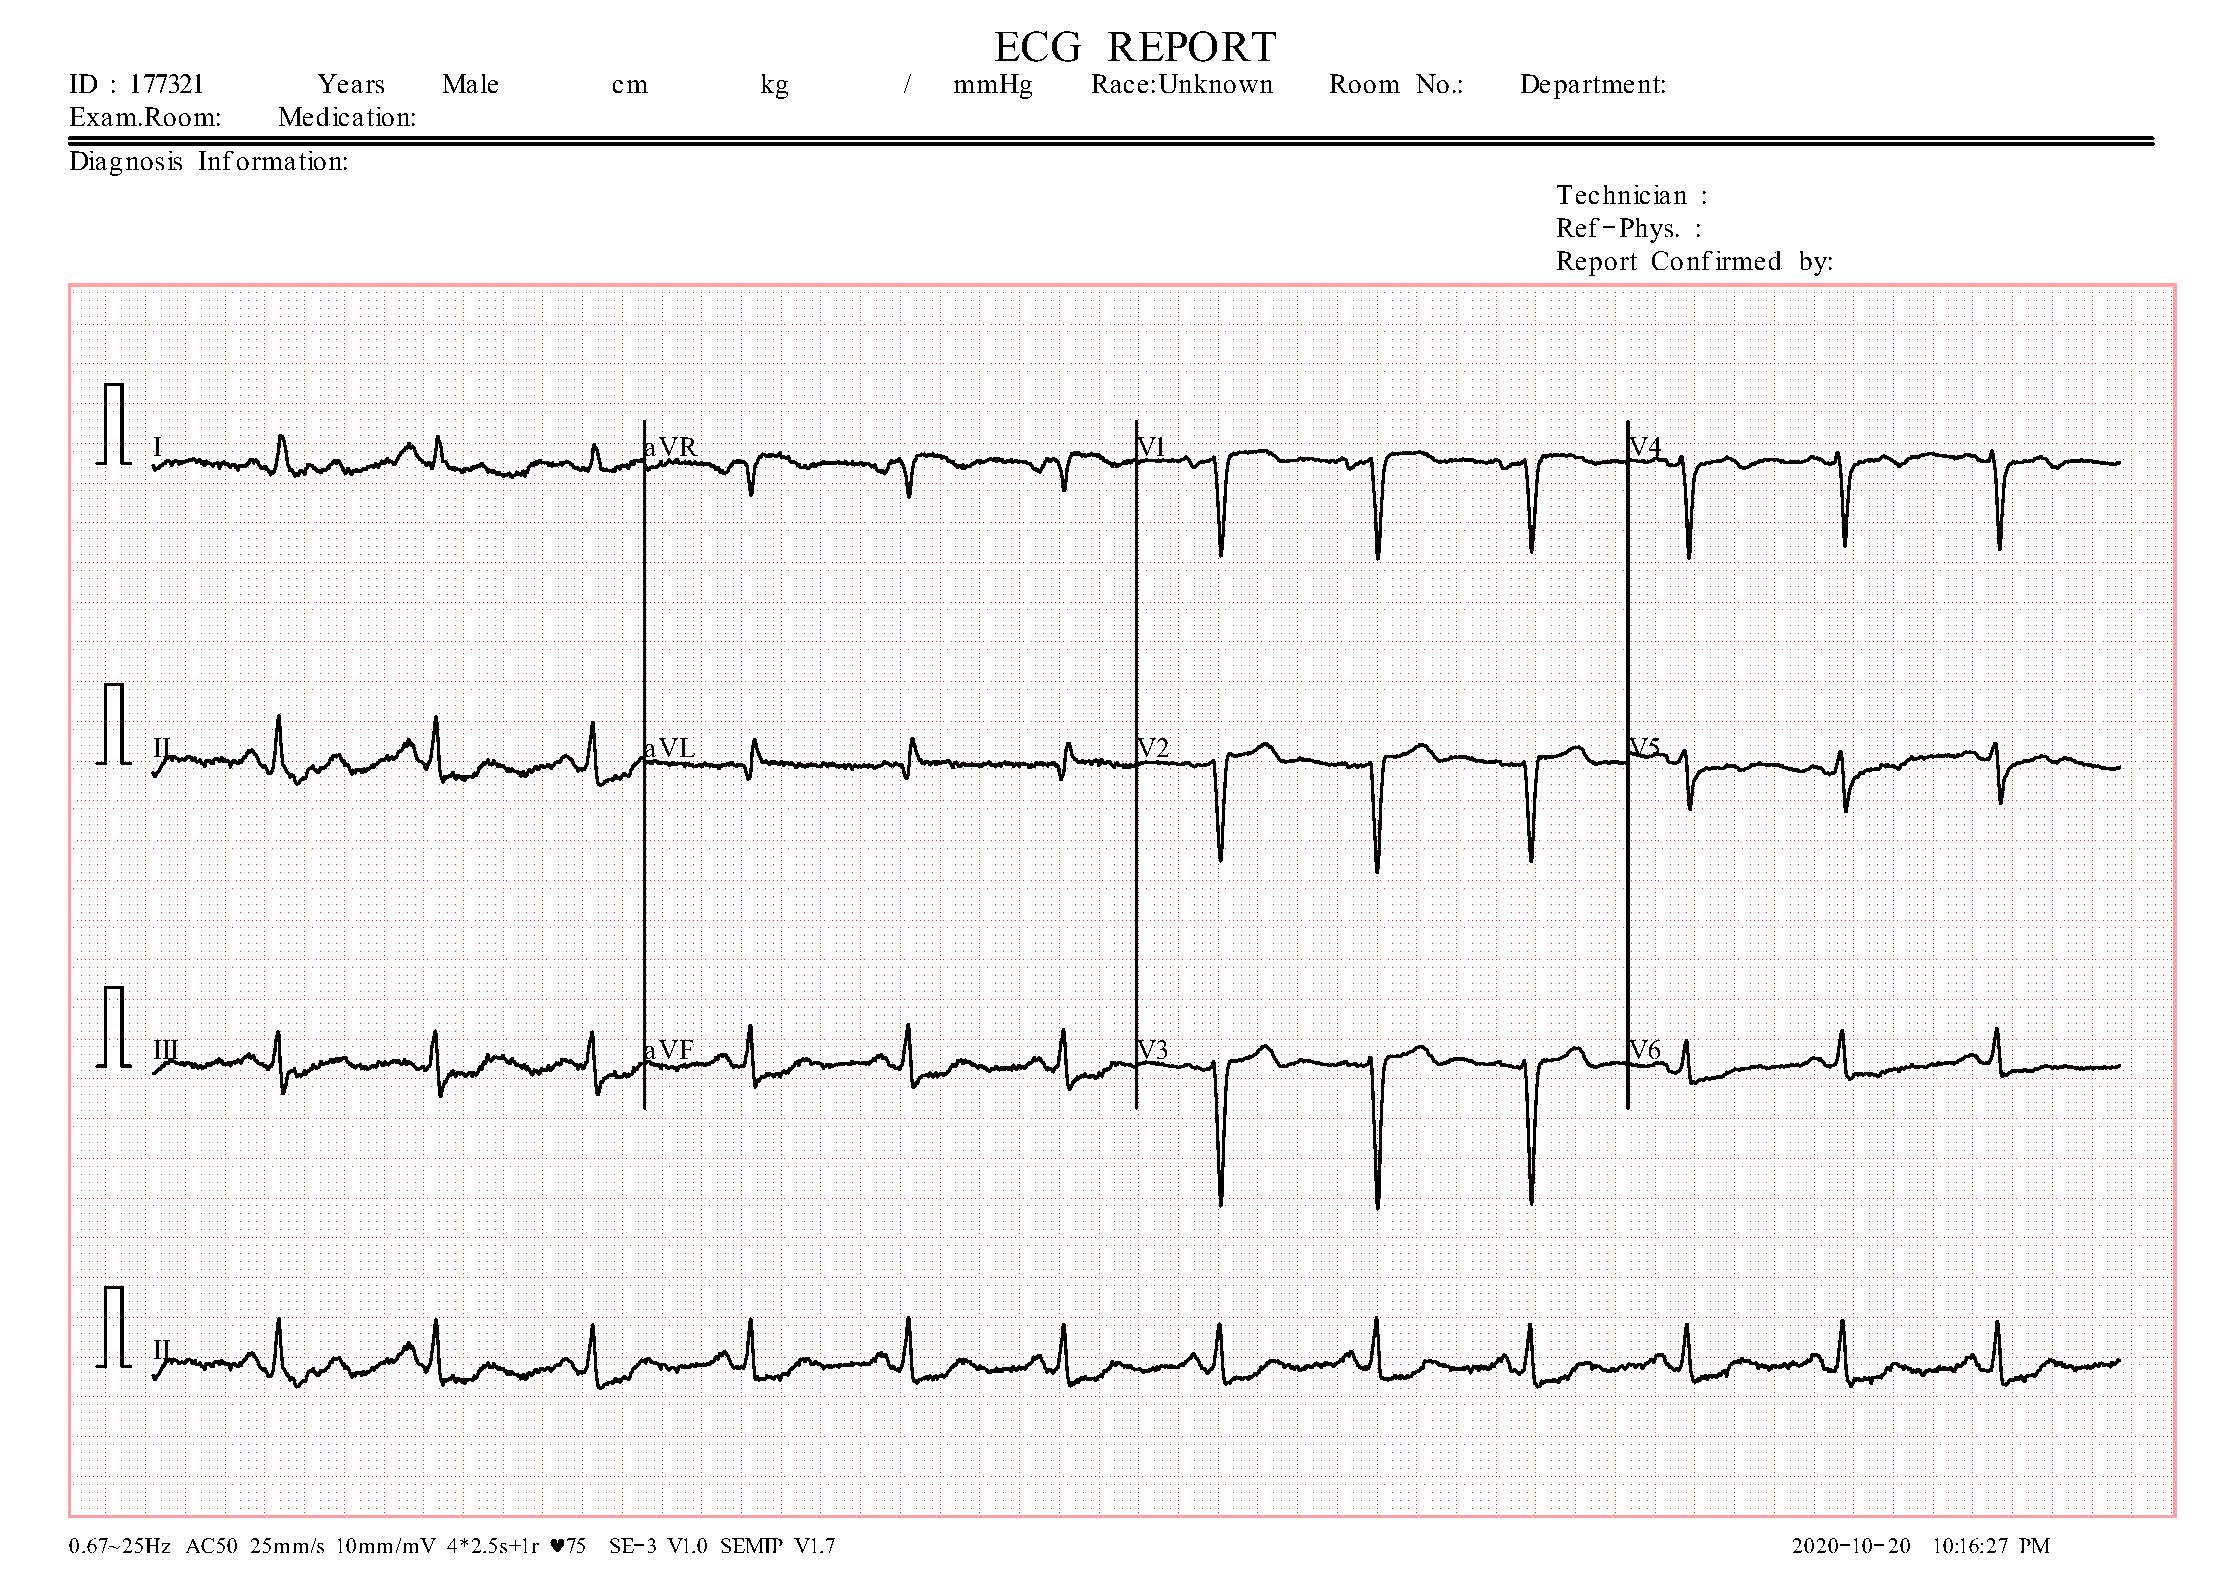 ECG REPORT
ID : 177321 Years Male cm kg / mmHg Race:Unknown Room No.: Department:
Exam.Room: Medication:
Diagnosis Information:
Technician :
Ref-Phys. :
Report Confirmed by:
I aVR V1 V4
II aVL V2 V5
III aVF V3 V6
II
0.67~25Hz AC50 25mm/s 10mm/mV 4*2.5s+1r ♥75 SE-3 V1.0 SEMIP V1.7 2020-10-20 10:16:27 PM